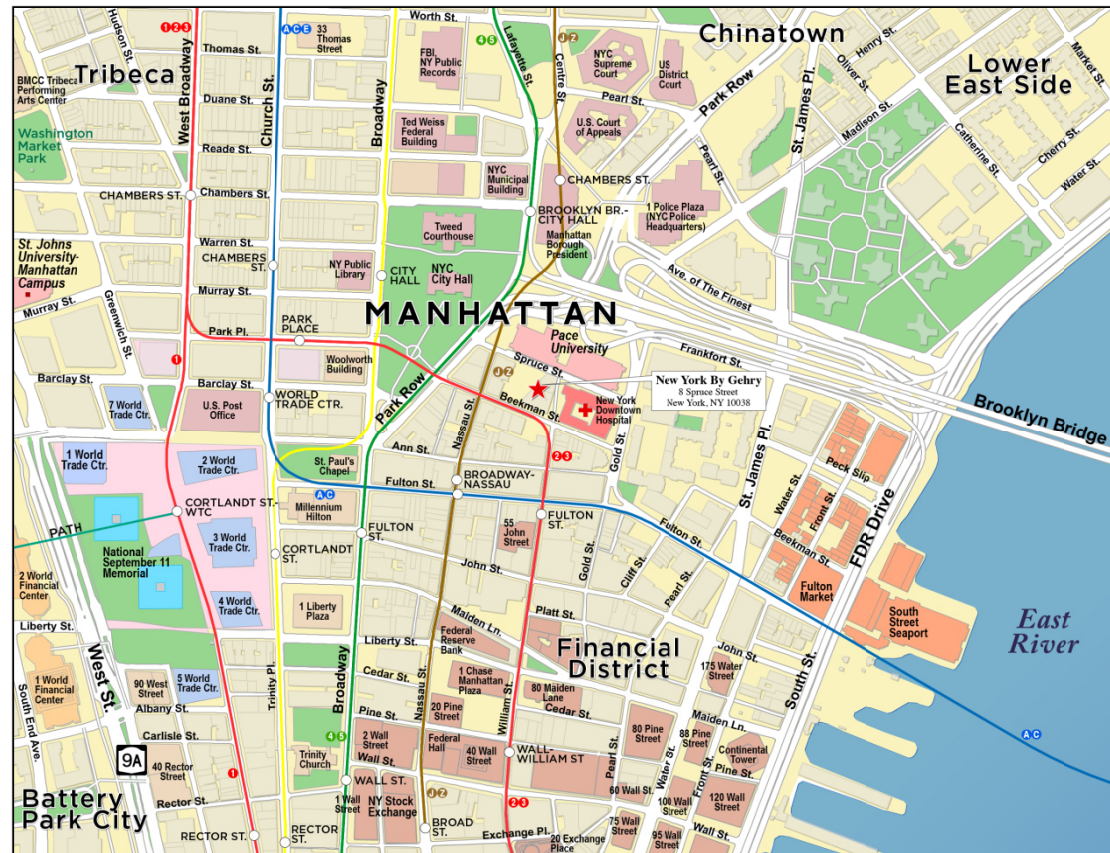 Worth St.
Hudson St.
1 2 3
Thomas St.
A C E
33
Thomas
Street
FBI,
NY Public
Records
4 5
Lafayette St.
J Z
Centre St.
NYC
Supreme
Court
US
District
Court
Chinatown
Henry St.
Oliver St.
Market St.
Lower
East Side
Tribeca
BMCC Tribeca
Performing
Arts Center
Duane St.
West Broadway
Church St.
Broadway
Pearl St.
Park Row
St. James Pl.
Madison St.
Catherine St.
Cherry St.
Water St.
Washington
Market
Park
Reade St.
Ted Weiss
Federal
Building
U.S. Court
of Appeals
Pearl St.
NYC
Municipal
Building
CHAMBERS ST.
Chambers St.
CHAMBERS ST.
BROOKLYN BR.-
CITY HALL
1 Police Plaza
(NYC Police
Headquarters)
Tweed
Courthouse
Manhattan
Borough
President
St. Johns
University-
Manhattan
Campus
Warren St.
CHAMBERS
ST.
NY Public
Library
CITY
HALL
NYC
City Hall
Ave. of The Finest
Murray St.
Murray St.
Greenwich St.
MANHATTAN
PARK
PLACE
Park Pl.
Pace
University
Frankfort St.
1
Woolworth
Building
J Z
Spruce St.
New York By Gehry
8 Spruce Street
New York, NY 10038
Barclay St.
Barclay St.
7 World
Trade Ctr.
U.S. Post
Office
WORLD
TRADE CTR.
Park Row
Nassau St.
Beekman St.
New York
Downtown
Hospital
Brooklyn Bridge
1 World
Trade Ctr.
2 World
Trade Ctr.
St. Paul's
Chapel
Ann St.
2 3
Gold St.
St. James Pl.
Peck Slip
Fulton St.
BROADWAY-
NASSAU
A C
Millennium
Hilton
Water St.
Front St.
CORTLANDT ST.-
WTC
PATH
FULTON
ST.
FULTON
ST.
55
John
Street
Fulton St.
Beekman St.
FDR Drive
3 World
Trade Ctr.
National
September 11
Memorial
CORTLANDT
ST.
John St.
Gold St.
Cliff St.
Pearl St.
2 World
Financial
Center
Fulton
Market
South
Street
Seaport
4 World
Trade Ctr.
1 Liberty
Plaza
Maiden Ln.
Platt St.
Liberty St.
Liberty St.
Federal
Reserve
Bank
Financial
District
John St.
East
River
West St.
1 World
Financial
Center
South End Ave.
90 West
Street
5 World
Trade Ctr.
Trinity Pl.
Broadway
Cedar St.
Nassau St.
1 Chase
Manhattan
Plaza
William St.
80 Maiden
Lane
Cedar St.
175 Water
Street
South St.
Albany St.
Pine St.
20 Pine
Street
Maiden Ln.
A C
Carlisle St.
4 5
2 Wall
Street
Federal
Hall
40 Wall
Street
80 Pine
Street
88 Pine
Street
Continental
Tower
9A
Trinity
Church
Wall St.
WALL-
WILLIAM ST
Pearl St.
Water St.
Front St.
Pine St.
40 Rector
Street
1
WALL ST.
60 Wall St.
Battery
Park City
Rector St.
1 Wall
Street
NY Stock
Exchange
J Z
2 3
100 Wall
Street
120 Wall
Street
RECTOR ST.
RECTOR
ST.
BROAD
ST.
Exchange Pl.
20 Exchange
Place
75 Wall
Street
95 Wall
Street
Wall St.